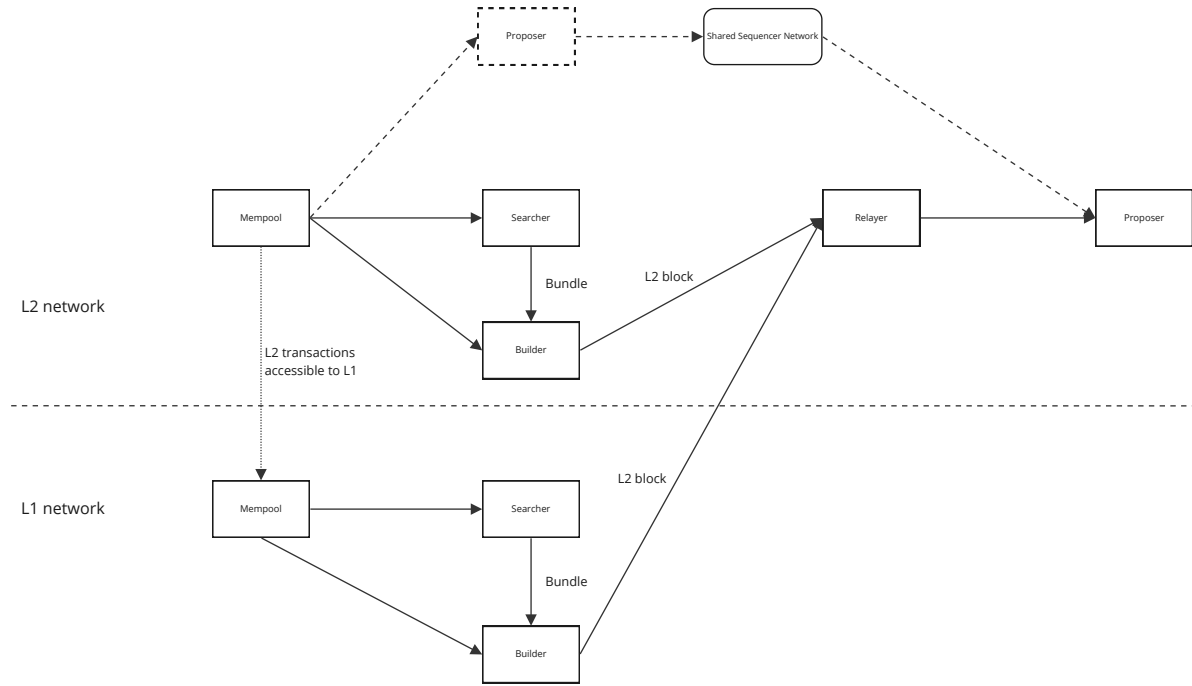 Proposer
Shared Sequencer Network
Mempool
Searcher
Relayer
Proposer
Bundle
L2 block
L2 network
Builder
L2 transactions
accessible to L1
L1 network
Mempool
Searcher
L2 block
Bundle
Builder